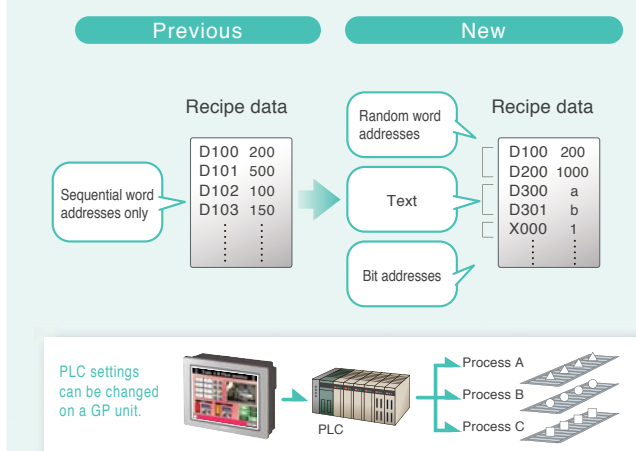 Previous
New
Recipe data
D100 200
D101 500
D102 100
D103 150
Sequential word
addresses only
Random word
addresses
Text
Bit addresses
Recipe data
D100 200
D200 1000
D300 a
D301 b
X000 1
PLC settings
can be changed
on a GP unit.
PLC
Process A
Process B
Process C